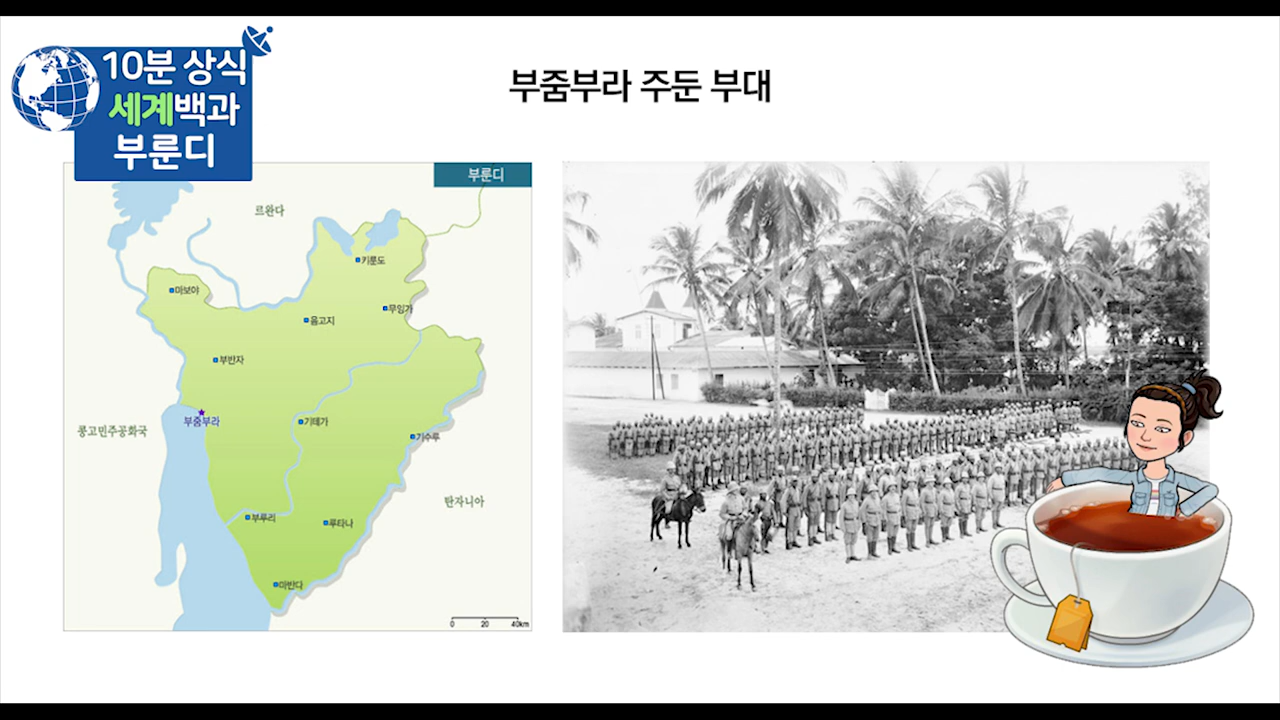 10분 상식
세계백과
부룬디
부줌부라 주둔 부대
부룬디
르완다
키룬도
마보야
무잉가
음고지
부반자
부줌부라
기테가
콩고민주공화국
기수루
탄자니아
부루리
루타나
마반다
0 20 40km